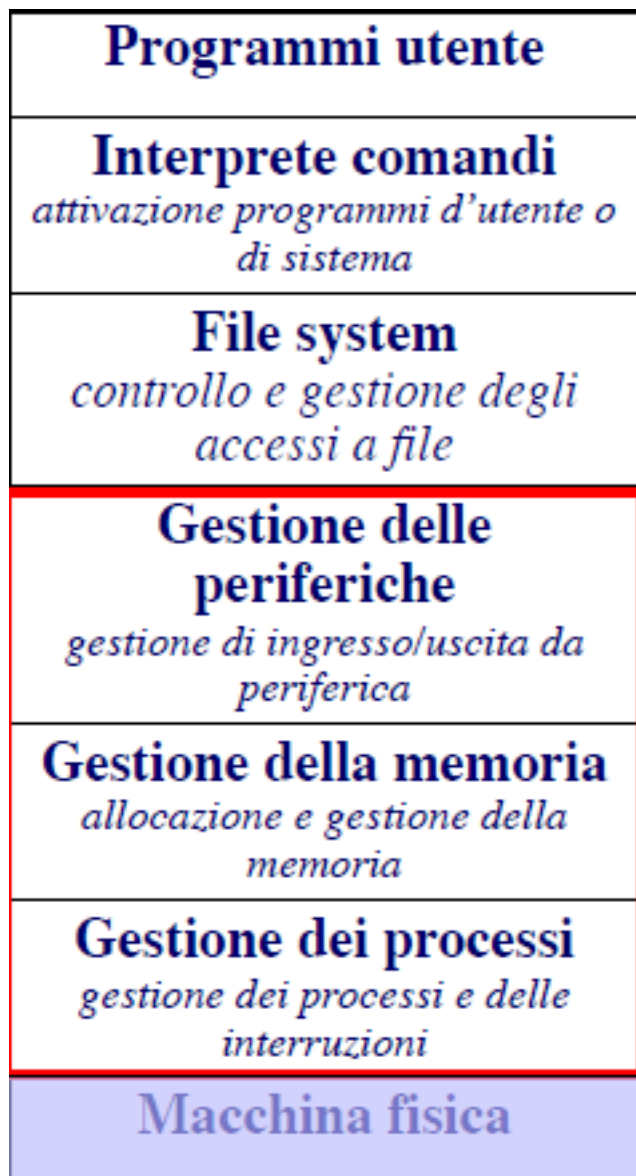 Programmi utente
Interprete comandi
attivazione programmi d'utente o
di sistema
File system
controllo e gestione degli
accessi a file
Gestione delle
periferiche
gestione di ingresso/uscita da
periferica
Gestione della memoria
allocazione e gestione della
memoria
Gestione dei processi
gestione dei processi e delle
interruzioni
Macchina fisica